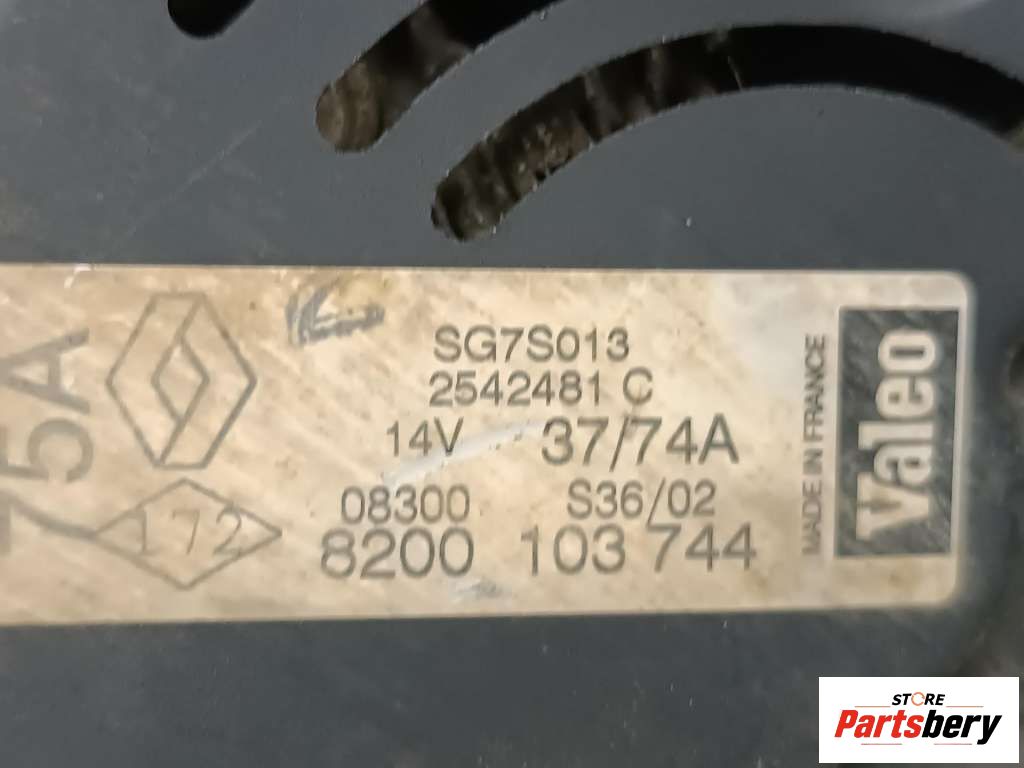 75A
172
SG7S013
2542481 C
14V 37/74A
08300 S36/02
8200 103 744
MADE IN FRANCE
Valeo
STORE
Partsbery